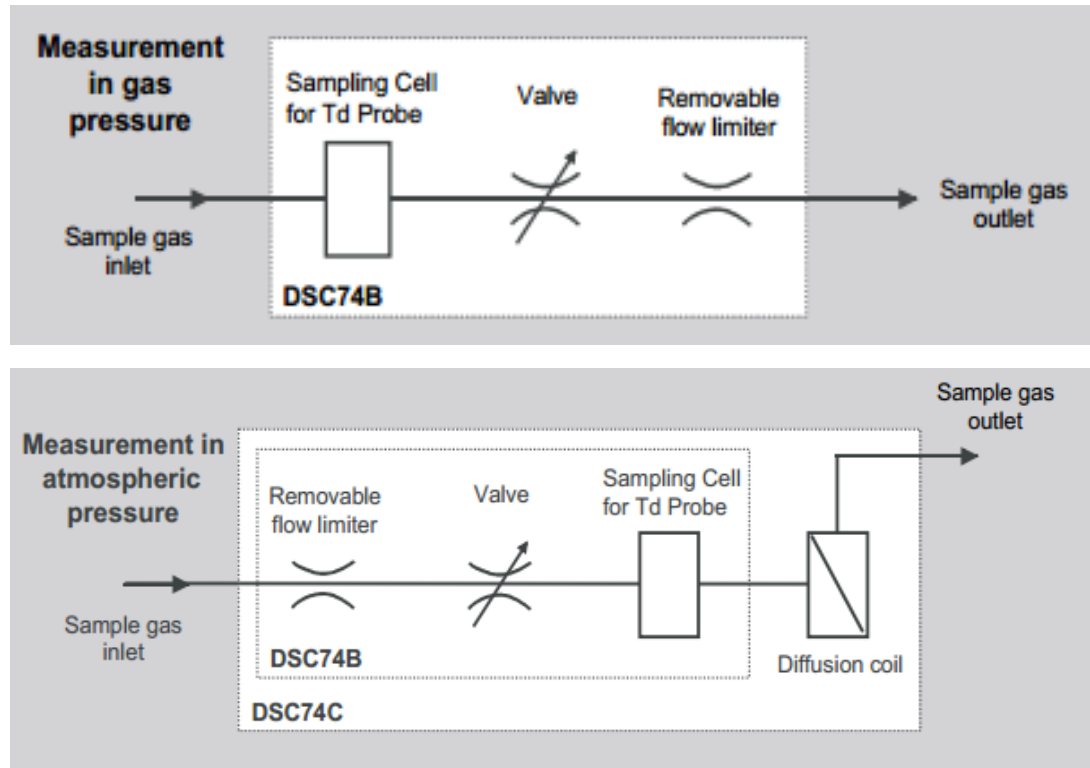 Measurement
in gas
pressure
Sampling Cell
for Td Probe
Valve
Removable
flow limiter
Sample gas
inlet
Sample gas
outlet
DSC74B
Sample gas
outlet
Measurement in
atmospheric
pressure
Removable
flow limiter
Valve
Sampling Cell
for Td Probe
Sample gas
inlet
Diffusion coil
DSC74B
DSC74C